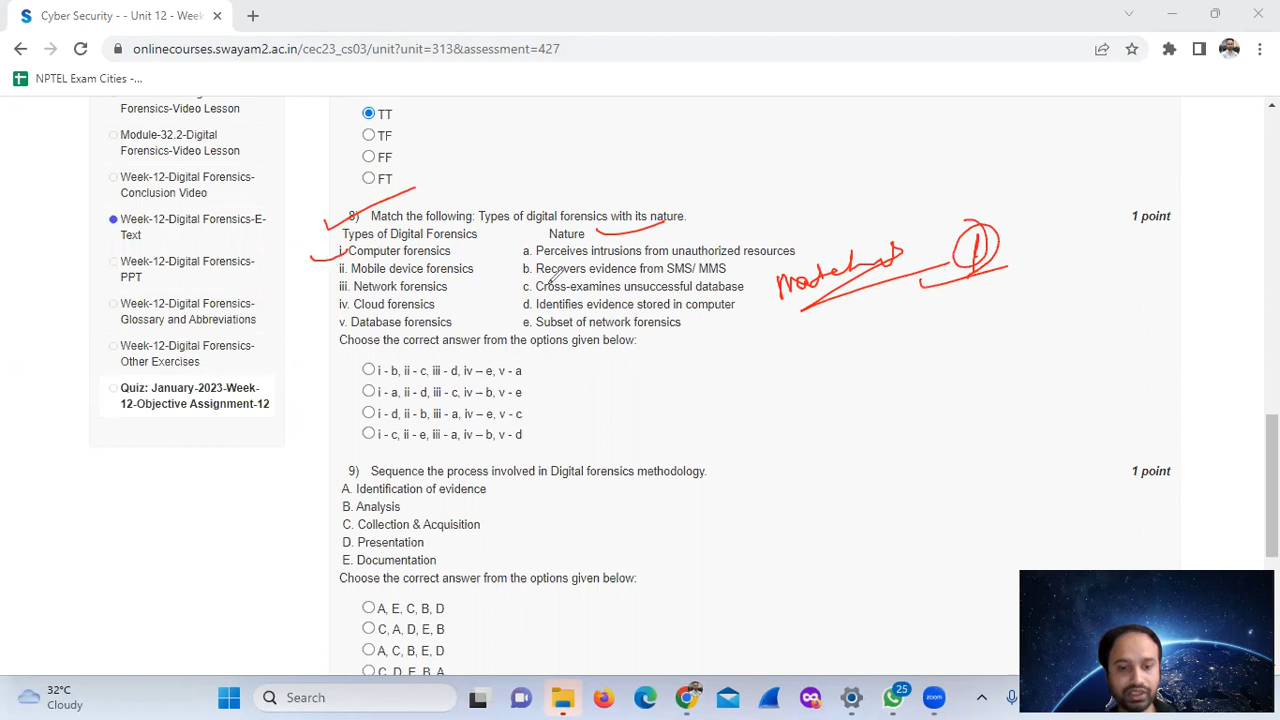 Cyber Security - - Unit 12 - Week
onlinecourses.swayam2.ac.in/cec23_cs03/unit?unit=313&assessment=427
NPTEL Exam Cities -...
Forensics-Video Lesson
Module-32.2-Digital
Forensics-Video Lesson
Week-12-Digital Forensics-
Conclusion Video
Week-12-Digital Forensics-E-
Text
Week-12-Digital Forensics-
PPT
Week-12-Digital Forensics-
Glossary and Abbreviations
Week-12-Digital Forensics-
Other Exercises
Quiz: January-2023-Week-
12-Objective Assignment-12
TT
TF
FF
FT
8) Match the following: Types of digital forensics with its nature. 1 point
Types of Digital Forensics Nature
i. Computer forensics a. Perceives intrusions from unauthorized resources
ii. Mobile device forensics b. Recovers evidence from SMS/ MMS
iii. Network forensics c. Cross-examines unsuccessful database
iv. Cloud forensics d. Identifies evidence stored in computer
v. Database forensics e. Subset of network forensics
Choose the correct answer from the options given below:
i - b, ii - c, iii - d, iv – e, v - a
i - a, ii - d, iii - c, iv – b, v - e
i - d, ii - b, iii - a, iv – e, v - c
i - c, ii - e, iii - a, iv – b, v - d
1
9) Sequence the process involved in Digital forensics methodology. 1 point
A. Identification of evidence
B. Analysis
C. Collection & Acquisition
D. Presentation
E. Documentation
Choose the correct answer from the options given below:
A, E, C, B, D
C, A, D, E, B
A, C, B, E, D
C, D, E, B, A
32°C
Cloudy
Search
25
zoom